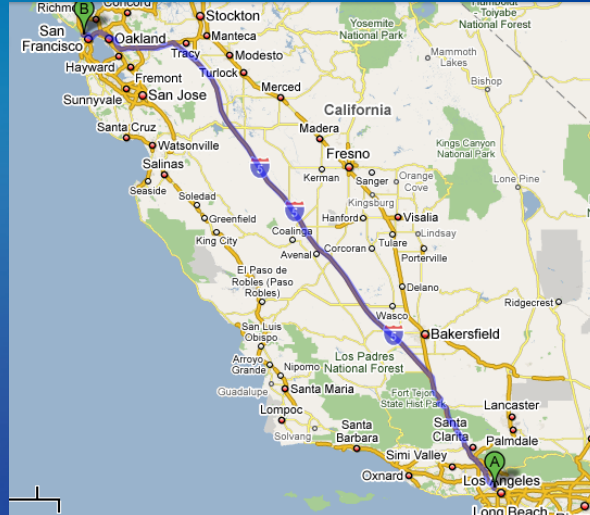 Richm
Concord
B
San
Francisco
Oakland
Stockton
Manteca
Tracy
Modesto
Hayward
Turlock
Fremont
Sunnyvale
San Jose
Merced
Yosemite
National Park
Toiyabe
National Forest
Mammoth
Lakes
Bishop
California
Santa Cruz
Madera
Watsonville
Salinas
Fresno
Kings Canyon
National Park
Seaside
Soledad
Kerman
Sanger
Orange
Cove
Lone Pine
Kingsburg
Greenfield
Hanford
Visalia
King City
Coalinga
Tulare
Lindsay
Avenal
Corcoran
Porterville
El Paso de
Robles (Paso
Robles)
Delano
Ridgecrest
Wasco
San Luis
Obispo
Bakersfield
Arroyo
Grande
Nipomo
Los Padres
National Forest
Guadalupe
Santa Maria
Fort Tejon
State Hist Park
Lompoc
Lancaster
Solvang
Santa
Barbara
Santa
Clarita
Palmdale
Simi Valley
A
Oxnard
Los Angeles
Long Beach